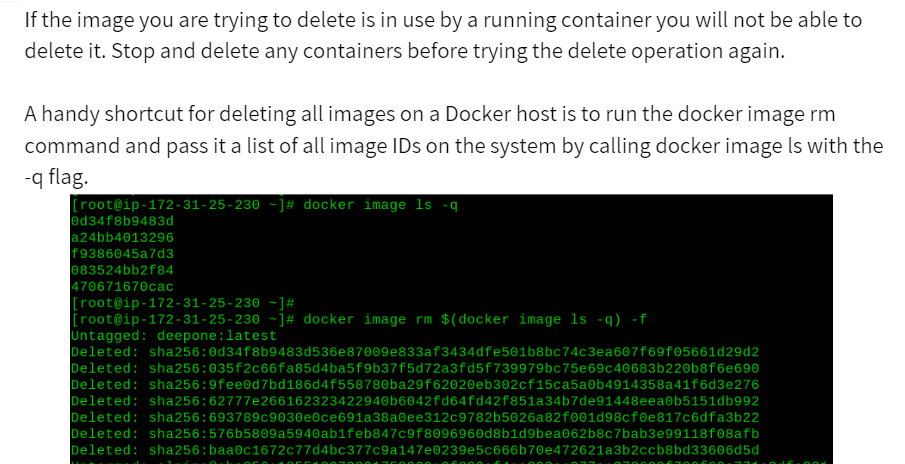 If the image you are trying to delete is in use by a running container you will not be able to
delete it. Stop and delete any containers before trying the delete operation again.
A handy shortcut for deleting all images on a Docker host is to run the docker image rm
command and pass it a list of all image IDs on the system by calling docker image ls with the
-q flag.
[root@ip-172-31-25-230 ~]# docker image ls -q
0d34f8b9483d
a24bb4013296
f9386045a7d3
083524bb2f84
470671670cac
[root@ip-172-31-25-230 ~]#
[root@ip-172-31-25-230 ~]# docker image rm $(docker image ls -q) -f
Untagged: deepone:latest
Deleted: sha256:0d34f8b9483d536e87009e833af3434dfe501b8bc74c3ea607f69f05661d29d2
Deleted: sha256:035f2c66fa85d4ba5f9b37f5d72a3fd5f739979bc75e69c40683b220b8f6e690
Deleted: sha256:9fee0d7bd186d4f558780ba29f62020eb302cf15ca5a0b4914358a41f6d3e276
Deleted: sha256:62777e266162323422940b6042fd64fd42f851a34b7de91448eea0b5151db992
Deleted: sha256:693789c9030e0ce691a38a0ee312c9782b5026a82f001d98cf0e817c6dfa3b22
Deleted: sha256:576b5809a5940ab1feb847c9f8096960d8b1d9bea062b8c7bab3e99118f08afb
Deleted: sha256:baa0c1672c77d4bc377c9a147e0239e5c666b70e472621a3b2ccb8bd33606d5d